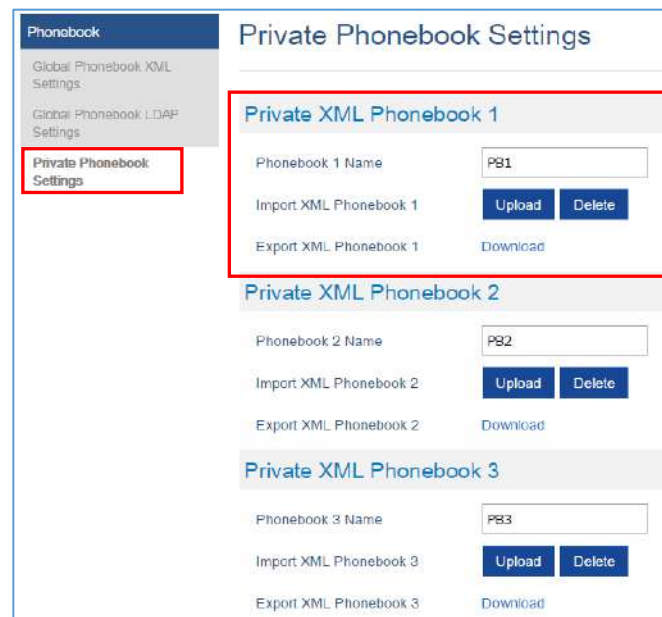 Phonebook
Global Phonebook XML
Settings
Global Phonebook LDAP
Settings
Private Phonebook
Settings
Private Phonebook Settings
Private XML Phonebook 1
Phonebook 1 Name PB1
Import XML Phonebook 1 Upload Delete
Export XML Phonebook 1 Download
Private XML Phonebook 2
Phonebook 2 Name PB2
Import XML Phonebook 2 Upload Delete
Export XML Phonebook 2 Download
Private XML Phonebook 3
Phonebook 3 Name PB3
Import XML Phonebook 3 Upload Delete
Export XML Phonebook 3 Download